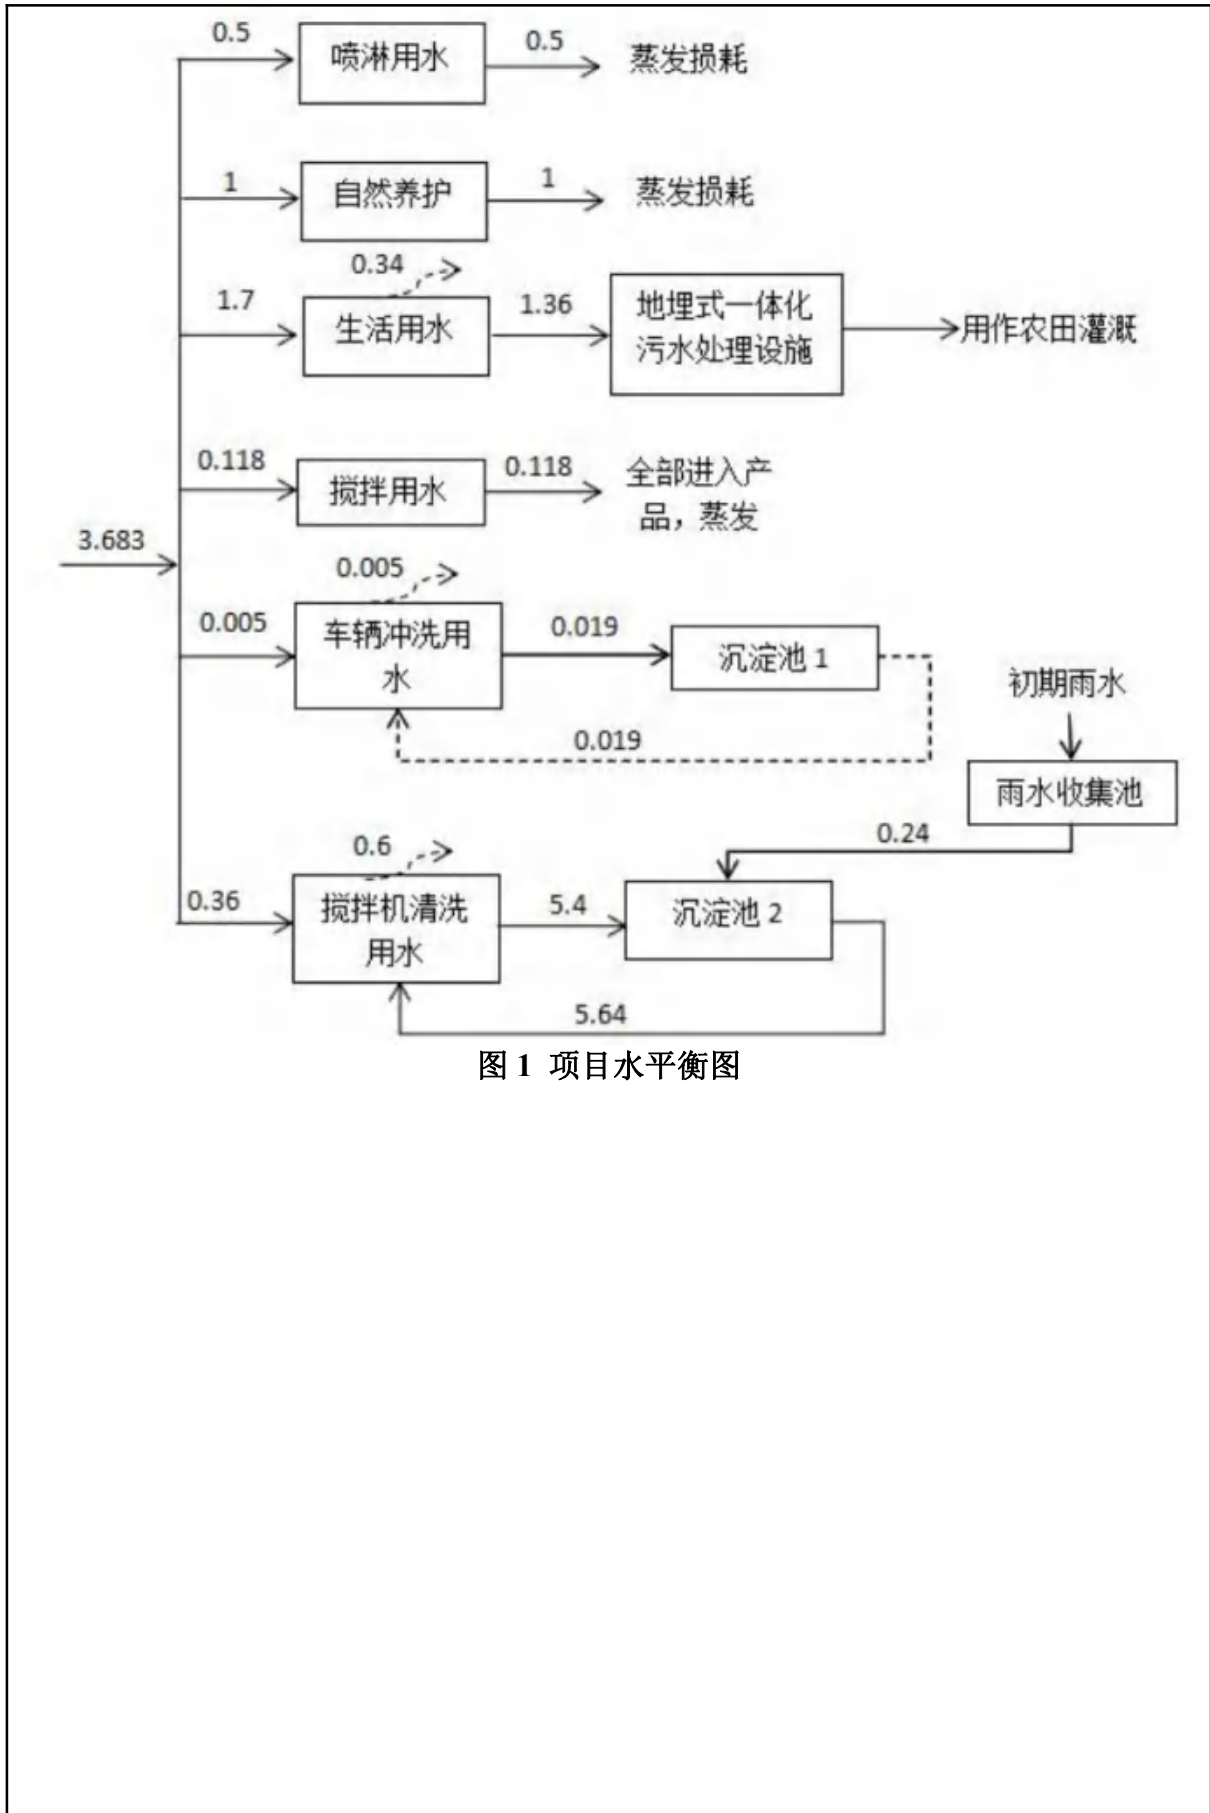 0.5
喷淋用水
0.5
蒸发损耗
1
自然养护
1
蒸发损耗
0.34
1.7
生活用水
1.36
地埋式一体化
污水处理设施
用作农田灌溉
0.118
搅拌用水
0.118
全部进入产
品，蒸发
3.683
0.005
0.005
车辆冲洗用
水
0.019
沉淀池 1
0.019
初期雨水
雨水收集池
0.24
0.6
0.36
搅拌机清洗
用水
5.4
沉淀池 2
5.64
图 1 项目水平衡图